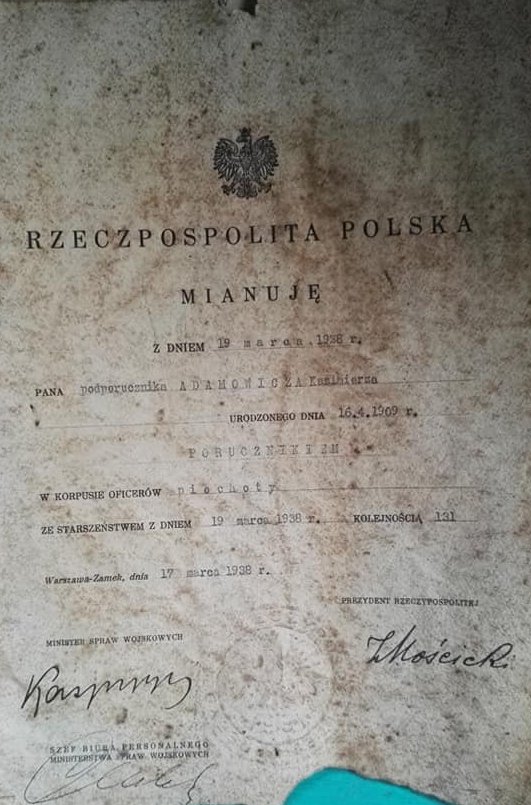 RZECZPOSPOLITA POLSKA
MIANUJĘ
Z DNIEM 19 marca 1938 r.
PANA podporucznika ADAMOWICZA Kazimierza
URODZONEGO DNIA 16.4.1909 r.
PORUCZNIKIEM
W KORPUSIE OFICERÓW piechoty
ZE STARSZEŃSTWEM Z DNIEM 19 marca 1938 r. KOLEJNOŚCIĄ 131
Warszawa-Zamek, dnia 17 marca 1938 r.
PREZYDENT RZECZYPOSPOLITEJ
MINISTER SPRAW WOJSKOWYCH
I Mościcki
SZEF BIURA PERSONALNEGO
MINISTERSTWA SPRAW WOJSKOWYCH